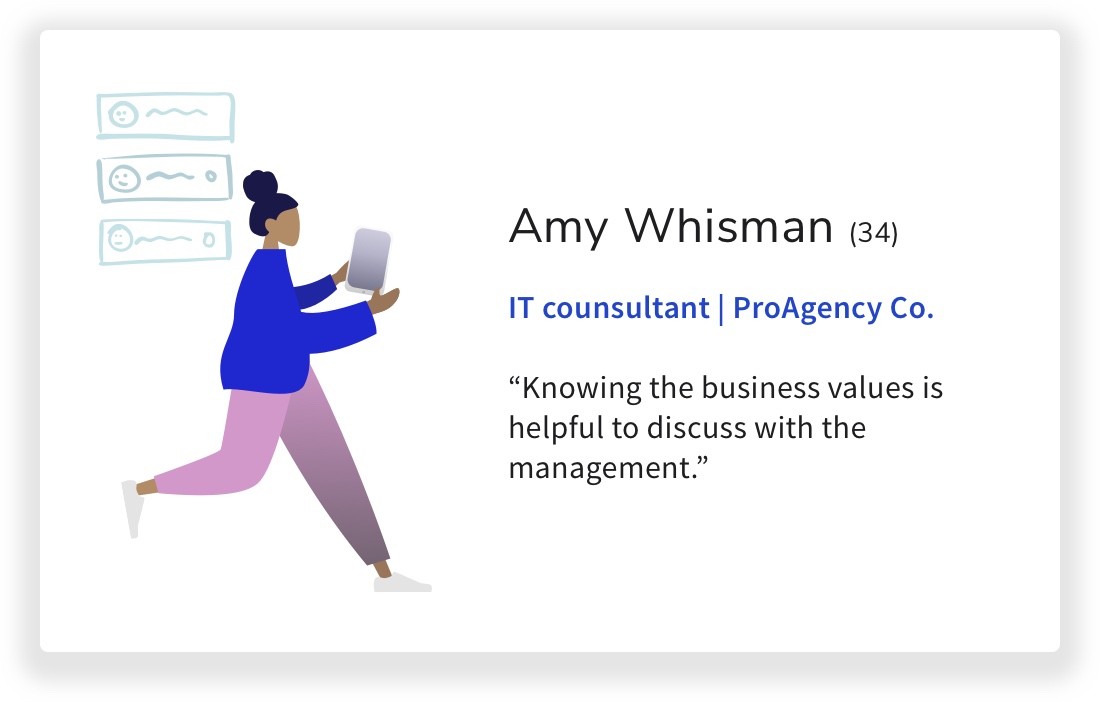 Amy Whisman (34)
IT counsultant | ProAgency Co.
“Knowing the business values is
helpful to discuss with the
management.”